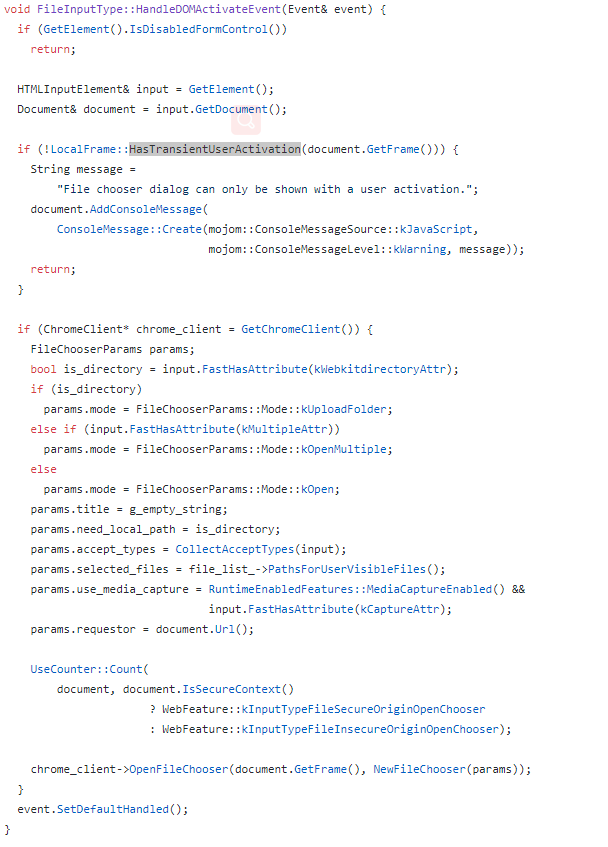 void FileInputType::HandleDOMActivateEvent(Event& event) {
  if (GetElement().IsDisabledFormControl())
    return;

  HTMLInputElement& input = GetElement();
  Document& document = input.GetDocument();

  if (!LocalFrame::HasTransientUserActivation(document.GetFrame())) {
    String message =
        "File chooser dialog can only be shown with a user activation.";
    document.AddConsoleMessage(
        ConsoleMessage::Create(mojom::ConsoleMessageSource::kJavaScript,
                               mojom::ConsoleMessageLevel::kWarning, message));
    return;
  }

  if (ChromeClient* chrome_client = GetChromeClient()) {
    FileChooserParams params;
    bool is_directory = input.FastHasAttribute(kWebkitdirectoryAttr);
    if (is_directory)
      params.mode = FileChooserParams::Mode::kUploadFolder;
    else if (input.FastHasAttribute(kMultipleAttr))
      params.mode = FileChooserParams::Mode::kOpenMultiple;
    else
      params.mode = FileChooserParams::Mode::kOpen;
    params.title = g_empty_string;
    params.need_local_path = is_directory;
    params.accept_types = CollectAcceptTypes(input);
    params.selected_files = file_list_->PathsForUserVisibleFiles();
    params.use_media_capture = RuntimeEnabledFeatures::MediaCaptureEnabled() &&
                               input.FastHasAttribute(kCaptureAttr);
    params.requestor = document.Url();

    UseCounter::Count(
        document, document.IsSecureContext()
                      ? WebFeature::kInputTypeFileSecureOriginOpenChooser
                      : WebFeature::kInputTypeFileInsecureOriginOpenChooser);

    chrome_client->OpenFileChooser(document.GetFrame(), NewFileChooser(params));
  }
  event.SetDefaultHandled();
}